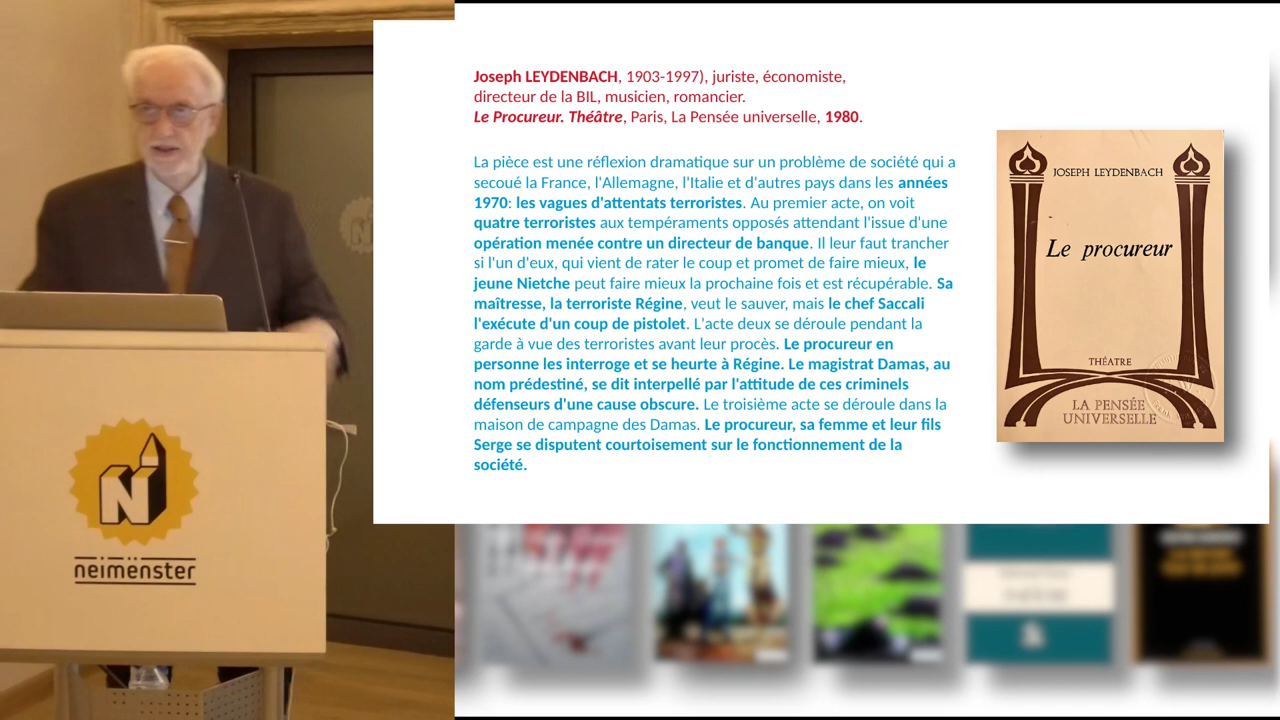 Joseph LEYDENBACH, 1903-1997), juriste, économiste,
directeur de la BIL, musicien, romancier.
Le Procureur. Théâtre, Paris, La Pensée universelle, 1980.
La pièce est une réflexion dramatique sur un problème de société qui a
secoué la France, l'Allemagne, l'Italie et d'autres pays dans les années
1970: les vagues d'attentats terroristes. Au premier acte, on voit
quatre terroristes aux tempéraments opposés attendant l'issue d'une
opération menée contre un directeur de banque. Il leur faut trancher
si l'un d'eux, qui vient de rater le coup et promet de faire mieux, le
jeune Nietche peut faire mieux la prochaine fois et est récupérable. Sa
maîtresse, la terroriste Régine, veut le sauver, mais le chef Saccali
l'exécute d'un coup de pistolet. L'acte deux se déroule pendant la
garde à vue des terroristes avant leur procès. Le procureur en
personne les interroge et se heurte à Régine. Le magistrat Damas, au
nom prédestiné, se dit interpellé par l'attitude de ces criminels
défenseurs d'une cause obscure. Le troisième acte se déroule dans la
maison de campagne des Damas. Le procureur, sa femme et leur fils
Serge se disputent courtoisement sur le fonctionnement de la
société.
JOSEPH LEYDENBACH
Le procureur
THÉATRE
LA PENSÉE
UNIVERSELLE
N
neimënster